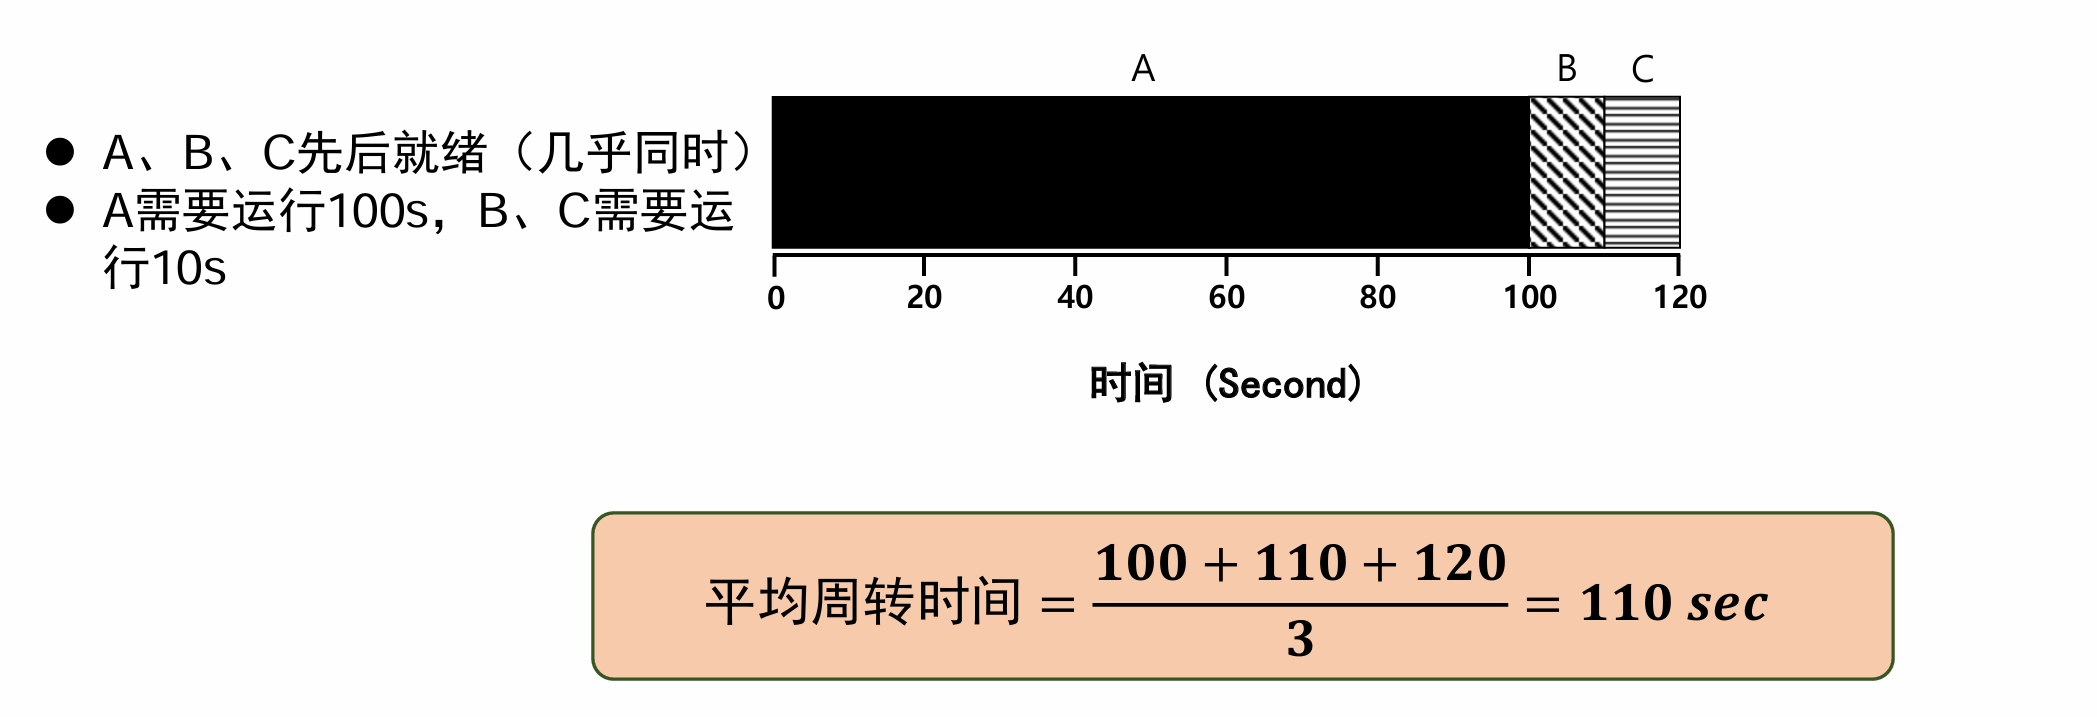 A B C
● A、B、C先后就绪（几乎同时）
● A需要运行100s，B、C需要运
行10s
0 20 40 60 80 100 120
时间 (Second)
平均周转时间 = (100 + 110 + 120) / 3 = 110 sec